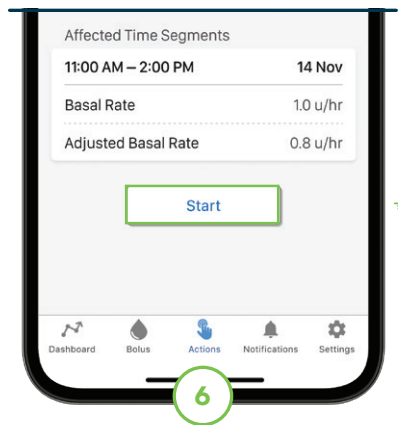 Affected Time Segments
11:00 AM – 2:00 PM 14 Nov
Basal Rate 1.0 u/hr
Adjusted Basal Rate 0.8 u/hr
Start
Dashboard Bolus Actions Notifications Settings
6